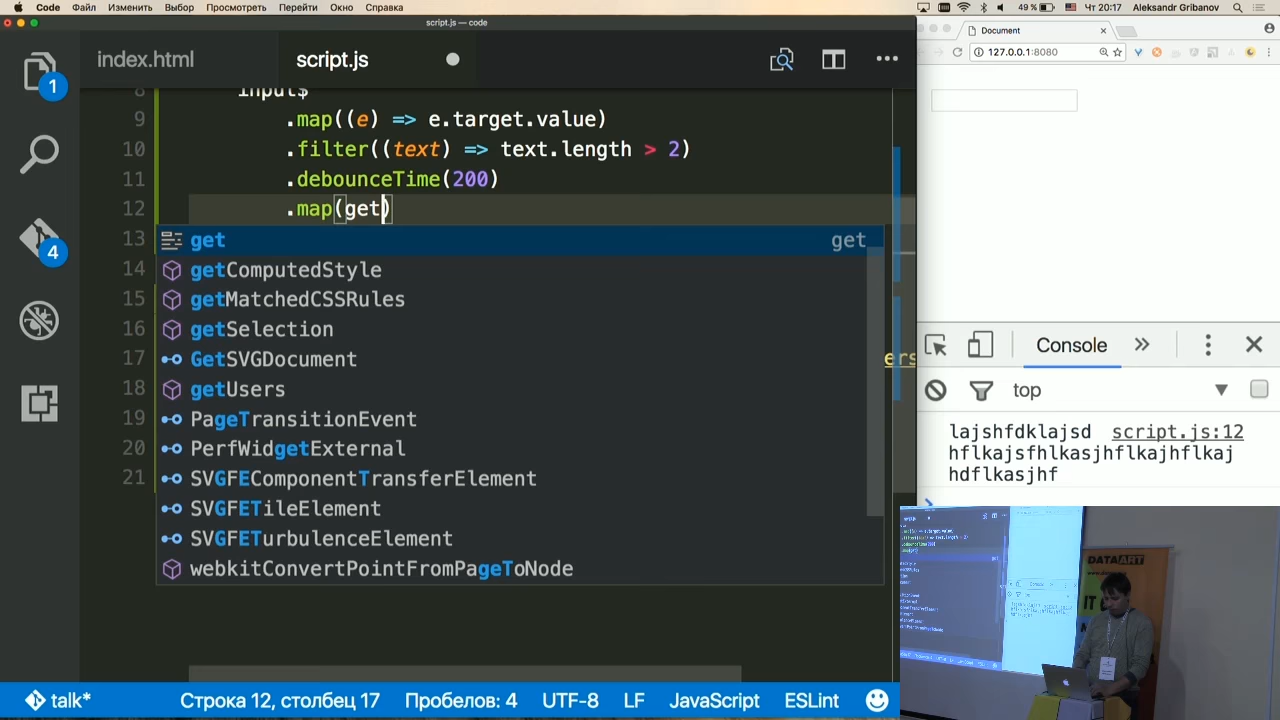 Code Файл Изменить Выбор Просмотреть Перейти Окно Справка
49 % Чт 20:17 Aleksandr Gribanov
script.js — code
index.html
script.js
8 input$
9 .map((e) => e.target.value)
10 .filter((text) => text.length > 2)
11 .debounceTime(200)
12 .map(get)
13
14
15
16
17
18
19
20
21
get get
getComputedStyle
getMatchedCSSRules
getSelection
GetSVGDocument
getUsers
PageTransitionEvent
PerfWidgetExternal
SVGFEComponentTransferElement
SVGFETileElement
SVGFETurbulenceElement
webkitConvertPointFromPageToNode
ers
1
4
talk* Строка 12, столбец 17 Пробелов: 4 UTF-8 LF JavaScript ESLint
Document
127.0.0.1:8080
Console
top
lajshfdklajsd script.js:12
hflkajsfhlkasjhflkajhflkaj
hdflkasjhf
DATAART
IT